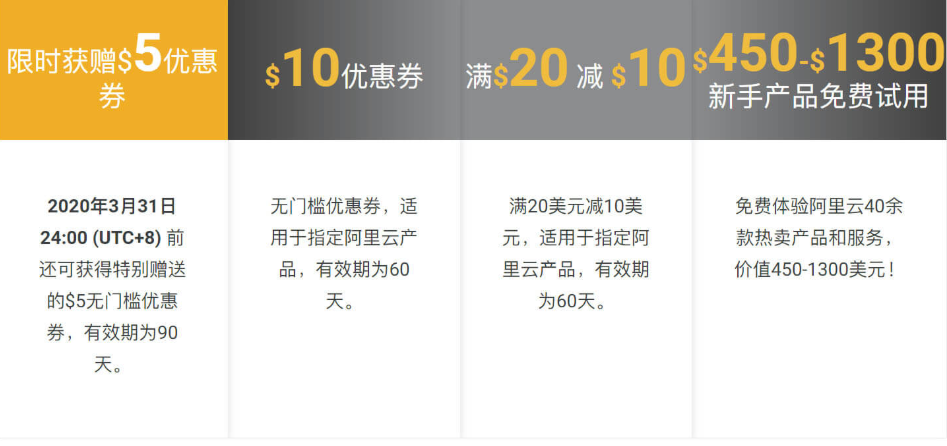 限时获赠$5优惠
券
$10优惠券
满$20 减 $10
$450-$1300
新手产品免费试用
2020年3月31日
24:00 (UTC+8) 前
还可获得特别赠送
的$5无门槛优惠
券，有效期为90
天。
无门槛优惠券，适
用于指定阿里云产
品，有效期为60
天。
满20美元减10美
元，适用于指定阿
里云产品，有效期
为60天。
免费体验阿里云40余
款热卖产品和服务，
价值450-1300美元！